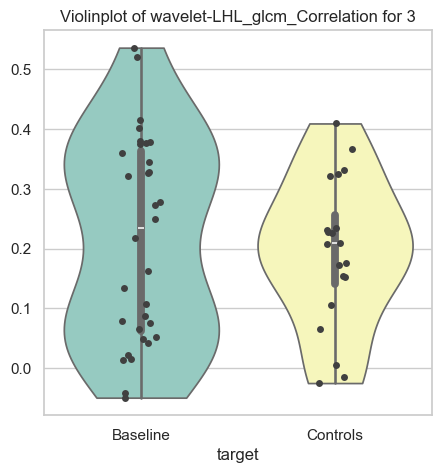 Violinplot of wavelet-LHL_glcm_Correlation for 3
0.5
0.4
0.3
0.2
0.1
0.0
Baseline
Controls
target